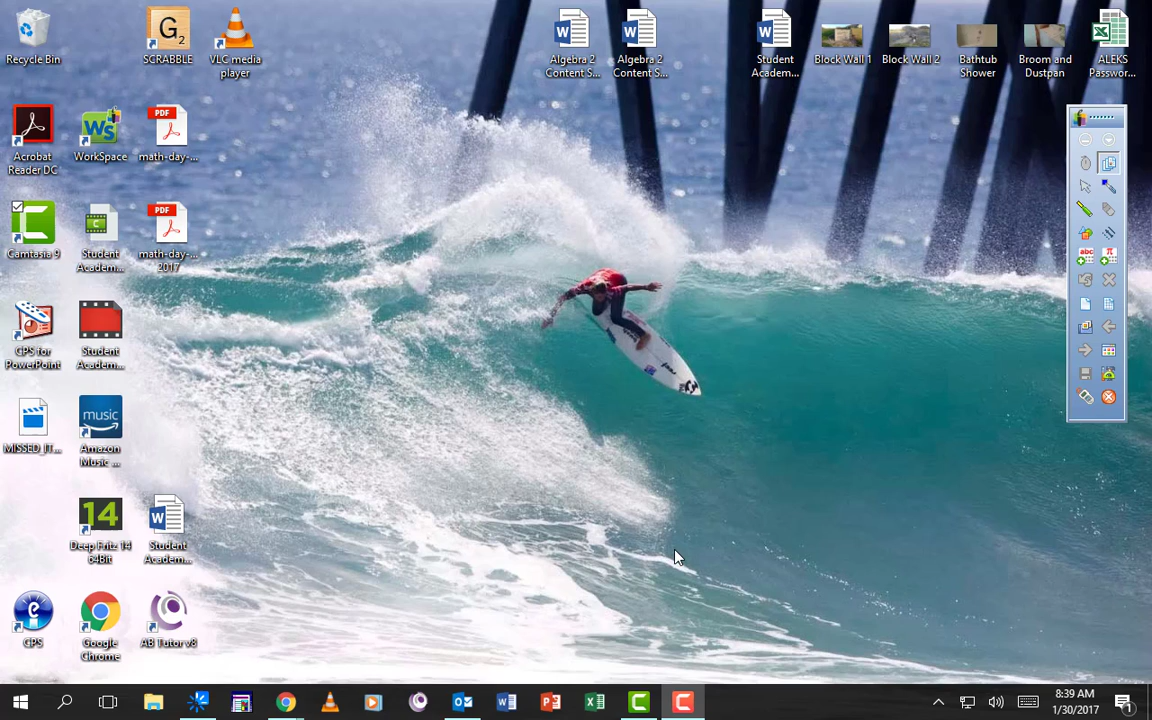 Recycle Bin
SCRABBLE
VLC media
player
Algebra 2
Content S...
Algebra 2
Content S...
Student
Academ...
Block Wall 1
Block Wall 2
Bathtub
Shower
Broom and
Dustpan
ALEKS
Passwor...
Acrobat
Reader DC
WorkSpace
PDF
math-day-...
Camtasia 9
Student
Academ...
PDF
math-day-...
2017
CPS for
PowerPoint
Student
Academ...
MISSED_IT...
music
Amazon
Music ...
14
Deep Fritz 14
64Bit
Student
Academ...
CPS
Google
Chrome
AB Tutor v8
abc
8:39 AM
1/30/2017
1